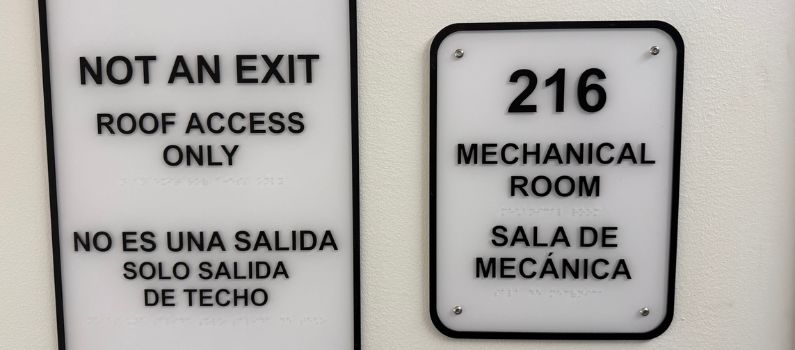 NOT AN EXIT
ROOF ACCESS
ONLY
NO ES UNA SALIDA
SOLO SALIDA
DE TECHO
216
MECHANICAL
ROOM
SALA DE
MECÁNICA